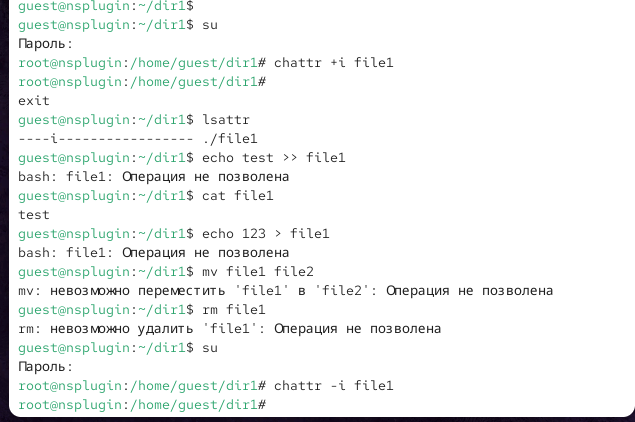 guest@nsplugin:~/dir1$
guest@nsplugin:~/dir1$ su
Пароль:
root@nsplugin:/home/guest/dir1# chattr +i file1
root@nsplugin:/home/guest/dir1#
exit
guest@nsplugin:~/dir1$ lsattr
----i----------------- ./file1
guest@nsplugin:~/dir1$ echo test >> file1
bash: file1: Операция не позволена
guest@nsplugin:~/dir1$ cat file1
test
guest@nsplugin:~/dir1$ echo 123 > file1
bash: file1: Операция не позволена
guest@nsplugin:~/dir1$ mv file1 file2
mv: невозможно переместить 'file1' в 'file2': Операция не позволена
guest@nsplugin:~/dir1$ rm file1
rm: невозможно удалить 'file1': Операция не позволена
guest@nsplugin:~/dir1$ su
Пароль:
root@nsplugin:/home/guest/dir1# chattr -i file1
root@nsplugin:/home/guest/dir1#